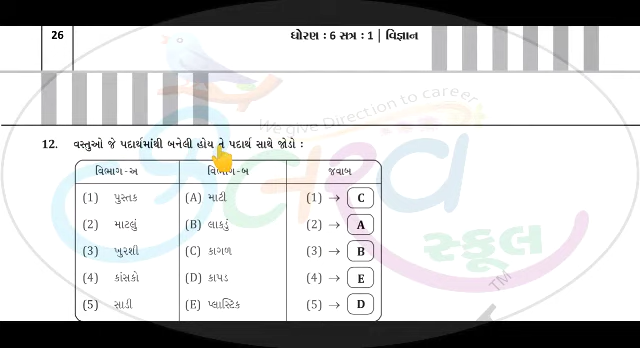 26
ધોરણ : 6 સત્ર : 1 | વિજ્ઞાન
We give Direction to career
12. વસ્તુઓ જે પદાર્થમાંથી બનેલી હોય તે પદાર્થ સાથે જોડો :
વિભાગ-અ વિભાગ-બ જવાબ
(1) પુસ્તક (A) માટી (1) → C
(2) માટલું (B) લાકડું (2) → A
(3) ખુરશી (C) કાગળ (3) → B
(4) કાંસકો (D) કાપડ (4) → E
(5) સાડી (E) પ્લાસ્ટિક (5) → D
કલરવ
સ્કૂલ
TM